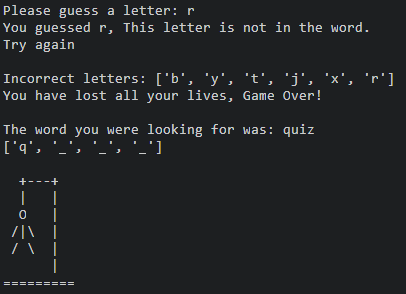 Please guess a letter: r
You guessed r, This letter is not in the word.
Try again
Incorrect letters: ['b', 'y', 't', 'j', 'x', 'r']
You have lost all your lives, Game Over!
The word you were looking for was: quiz
['q', '_', '_', '_']
  +---+
  |   |
  O   |
 /|\  |
 / \  |
      |
=========